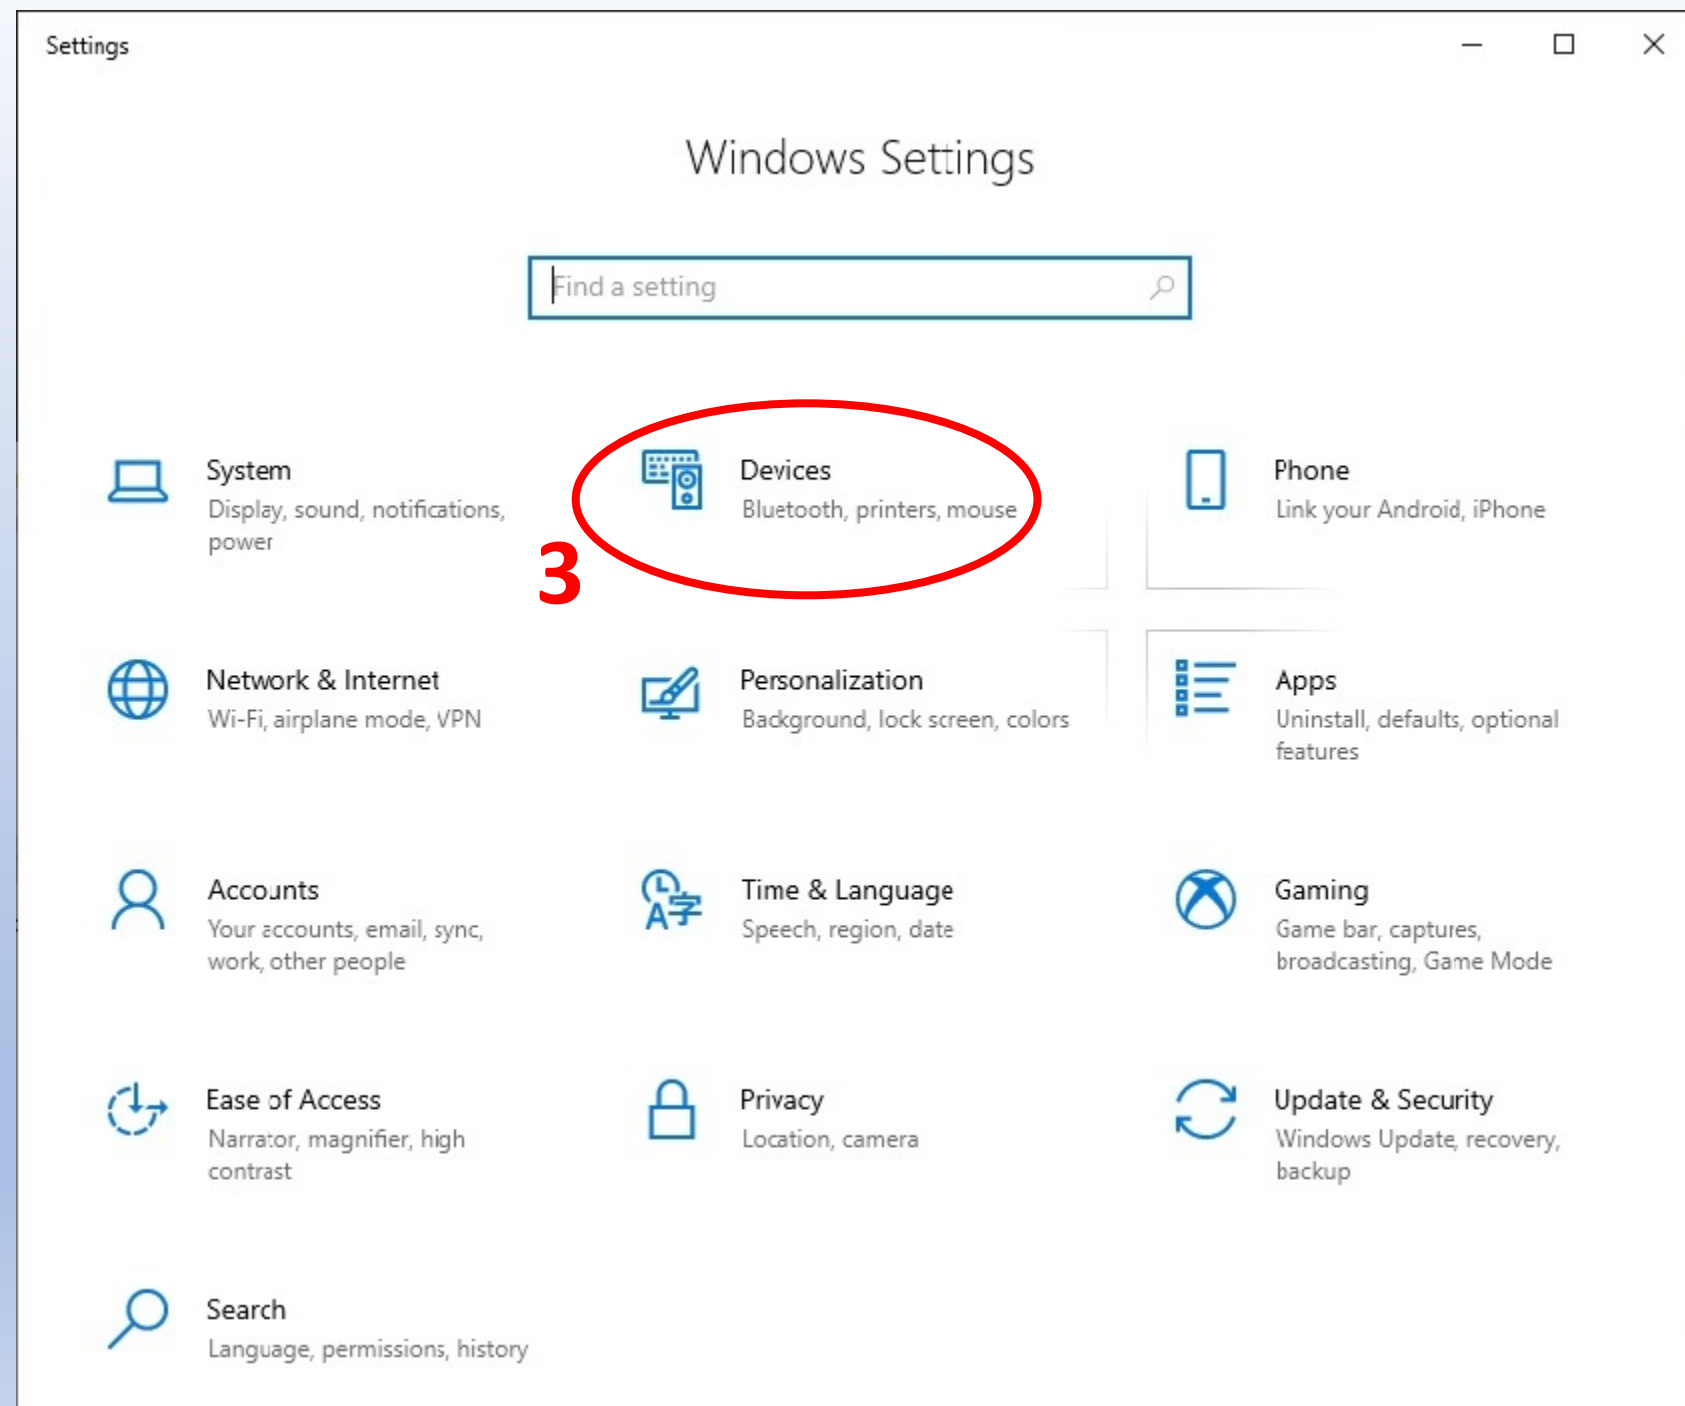 Settings
Windows Settings
Find a setting
System
Display, sound, notifications,
power
Devices
Bluetooth, printers, mouse
Phone
Link your Android, iPhone
3
Network & Internet
Wi-Fi, airplane mode, VPN
Personalization
Background, lock screen, colors
Apps
Uninstall, defaults, optional
features
Accounts
Your accounts, email, sync,
work, other people
Time & Language
Speech, region, date
Gaming
Game bar, captures,
broadcasting, Game Mode
Ease of Access
Narrator, magnifier, high
contrast
Privacy
Location, camera
Update & Security
Windows Update, recovery,
backup
Search
Language, permissions, history